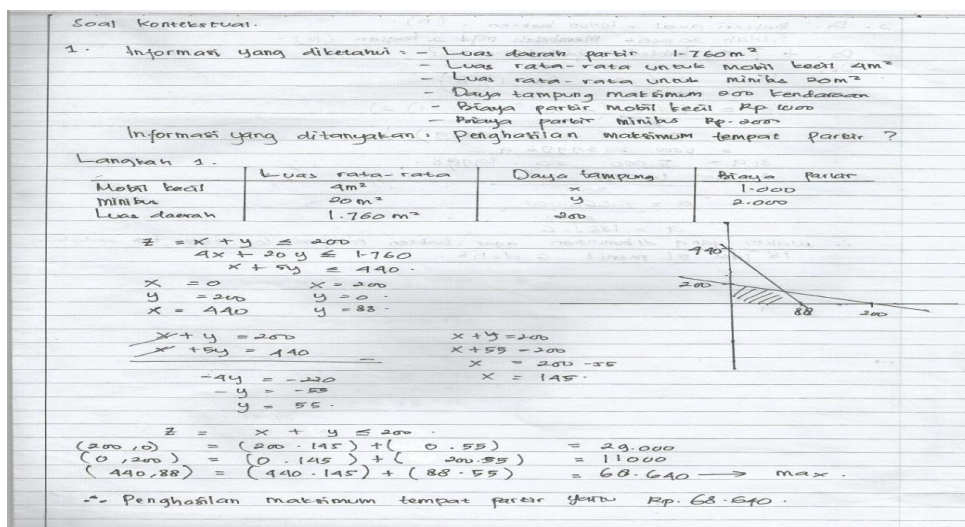 Soal Kontekstual.
1. Informasi yang diketahui = - Luas daerah parkir 1.760 m²
- Luas rata-rata untuk mobil kecil 4m²
- Luas rata-rata untuk minibs 20m²
- Daya tampung maksimum 200 kendaraan
- Biaya parkir mobil kecil Rp 1000
- Biaya parkir minibs Rp. 2000
Informasi yang ditanyakan : Penghasilan maksimum tempat parkir ?
Langkah 1.
Luas rata-rata Daya tampung Biaya parkir
Mobil kecil 4m² x 1.000
Minibus 20 m² y 2.000
Luas daerah 1.760 m² 200
Z = x + y ≤ 200
4x + 20 y ≤ 1.760
x + 5y = 440.
x = 0 x = 200
y = 200 y = 0.
x = 440 y = 88.
440
200
88 200
x + y = 200 x + y = 200
x + 5y = 440 x + 55 = 200
x = 200 - 55
-4y = -220 x = 145.
-y = -55
y = 55.
Z = x + y ≤ 200
(200,0) = (200 . 145) + (0 . 55) = 29.000
(0,200) = (0 . 145) + (200.55) = 11000
(440,88) = (440 . 145) + (88 . 55) = 68.640 → max.
∴ Penghasilan maksimum tempat parkir yaitu Rp. 68.640.